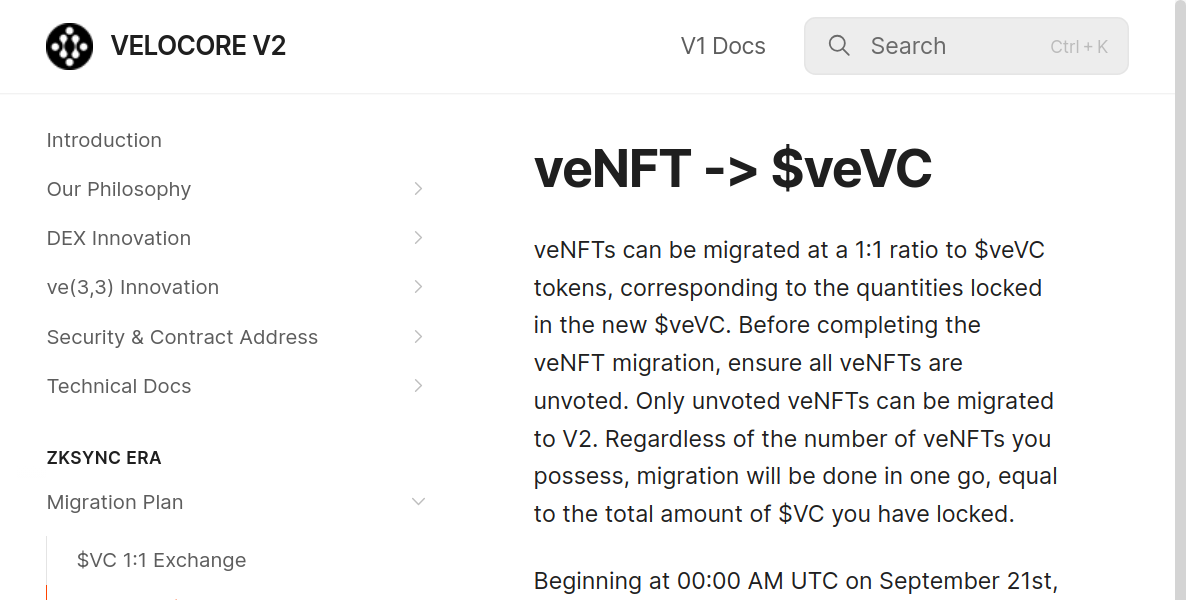 VELOCORE V2
V1 Docs
Search
Ctrl + K
Introduction
Our Philosophy
DEX Innovation
ve(3,3) Innovation
Security & Contract Address
Technical Docs
ZKSYNC ERA
Migration Plan
$VC 1:1 Exchange
veNFT -> $veVC
veNFTs can be migrated at a 1:1 ratio to $veVC
tokens, corresponding to the quantities locked
in the new $veVC. Before completing the
veNFT migration, ensure all veNFTs are
unvoted. Only unvoted veNFTs can be migrated
to V2. Regardless of the number of veNFTs you
possess, migration will be done in one go, equal
to the total amount of $VC you have locked.
Beginning at 00:00 AM UTC on September 21st,